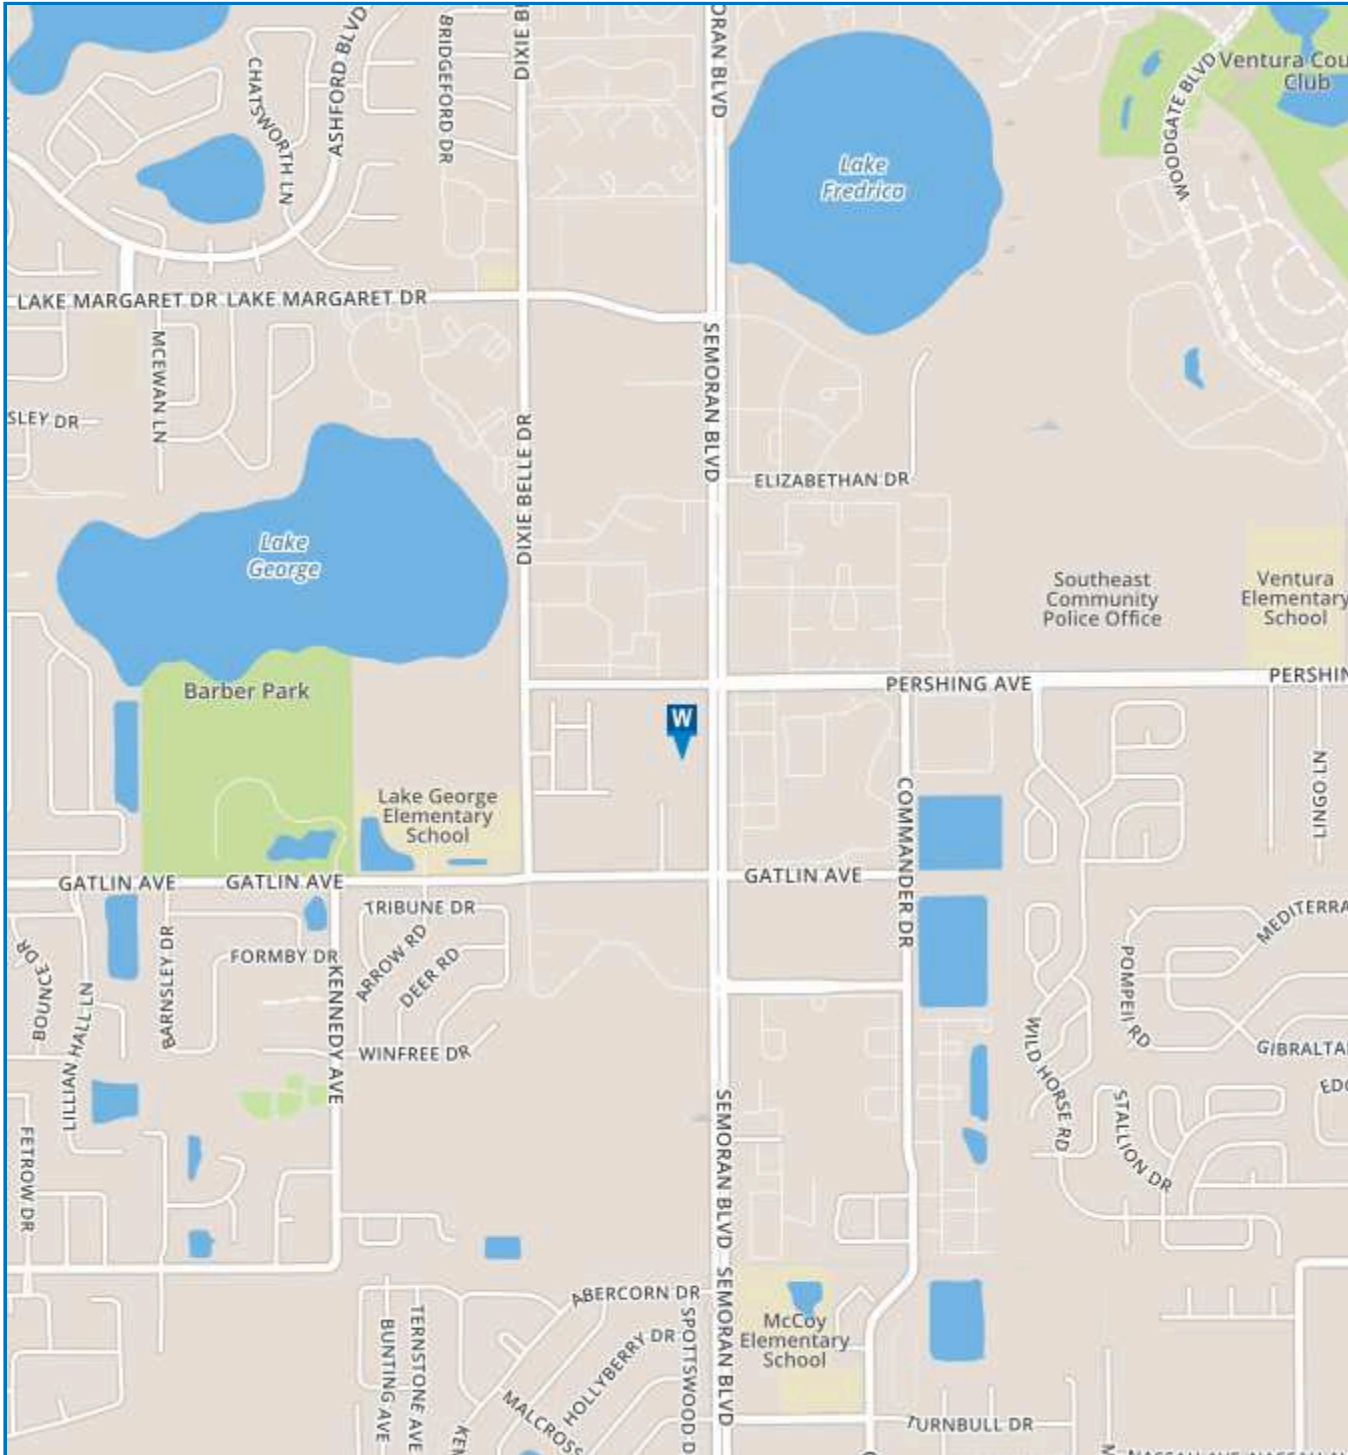 Ventura Cou
Club
CHATSWORTH LN
ASHFORD BLVD
BRIDGEFORD DR
DIXIE B
ORAN BLVD
WOODGATE BLVD
Lake
Fredrica
LAKE MARGARET DR
LAKE MARGARET DR
MCEWAN LN
SLEY DR
SEMORAN BLVD
DIXIE BELLE DR
ELIZABETHAN DR
Lake
George
Southeast
Community
Police Office
Ventura
Elementary
School
Barber Park
PERSHING AVE
PERSHIN
W
LINGO LN
Lake George
Elementary
School
COMMANDER DR
GATLIN AVE
GATLIN AVE
GATLIN AVE
TRIBUNE DR
MEDITERRA
BOUNCE DR
LILLIAN HALL LN
BARNSLEY DR
FORMBY DR
KENNEDY AVE
ARROW RD
DEER RD
POMPEII RD
WINFREE DR
WILD HORSE RD
GIBRALTA
EDG
STALLION DR
FETROW DR
SEMORAN BLVD
SEMORAN BLVD
ABERCORN DR
TERNSTONE AVE
BUNTING AVE
HOLLYBERRY DR
SPOTTSWOOD D
MALCROSS
KEN
McCoy
Elementary
School
TURNBULL DR